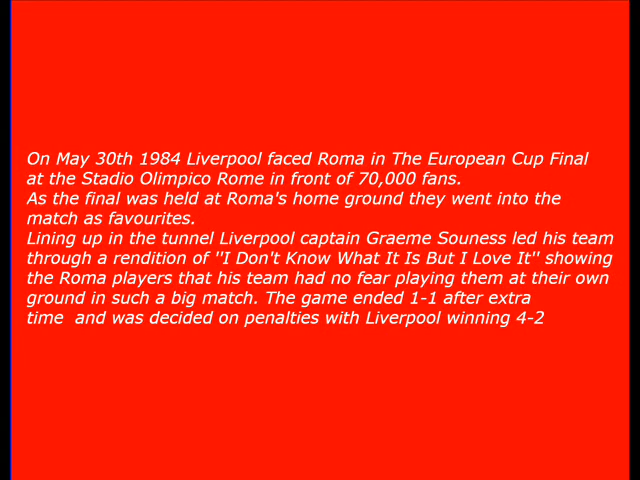 On May 30th 1984 Liverpool faced Roma in The European Cup Final
at the Stadio Olimpico Rome in front of 70,000 fans.
As the final was held at Roma's home ground they went into the
match as favourites.
Lining up in the tunnel Liverpool captain Graeme Souness led his team
through a rendition of ''I Don't Know What It Is But I Love It'' showing
the Roma players that his team had no fear playing them at their own
ground in such a big match. The game ended 1-1 after extra
time  and was decided on penalties with Liverpool winning 4-2